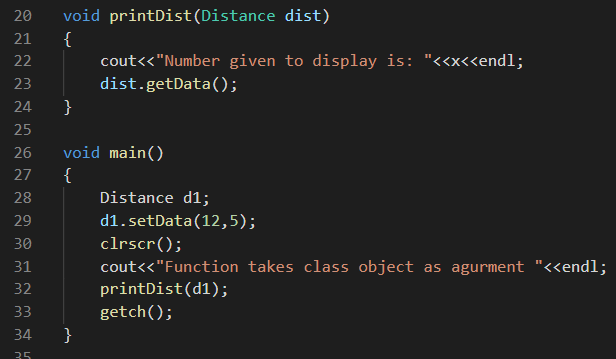 20 void printDist(Distance dist)
21 {
22     cout<<"Number given to display is: "<<x<<endl;
23     dist.getData();
24 }
25
26 void main()
27 {
28     Distance d1;
29     d1.setData(12,5);
30     clrscr();
31     cout<<"Function takes class object as agurment "<<endl;
32     printDist(d1);
33     getch();
34 }
35